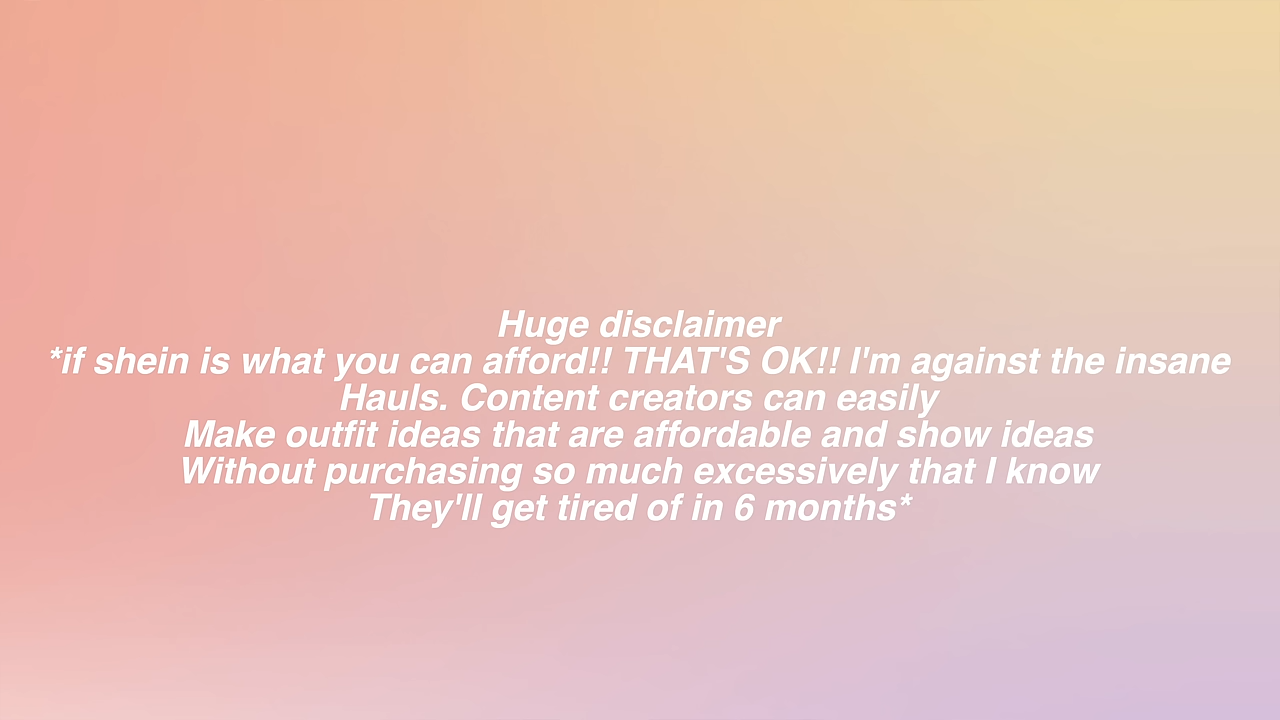 Huge disclaimer
*if shein is what you can afford!! THAT'S OK!! I'm against the insane
Hauls. Content creators can easily
Make outfit ideas that are affordable and show ideas
Without purchasing so much excessively that I know
They'll get tired of in 6 months*